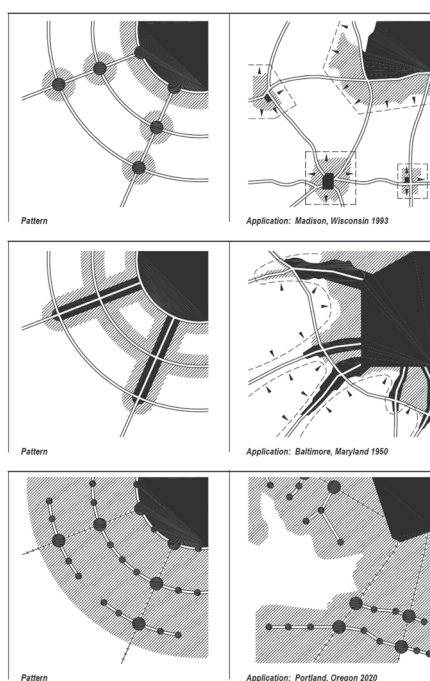 Pattern
Application: Madison, Wisconsin 1993
Pattern
Application: Baltimore, Maryland 1950
Pattern
Application: Portland, Oregon 2020